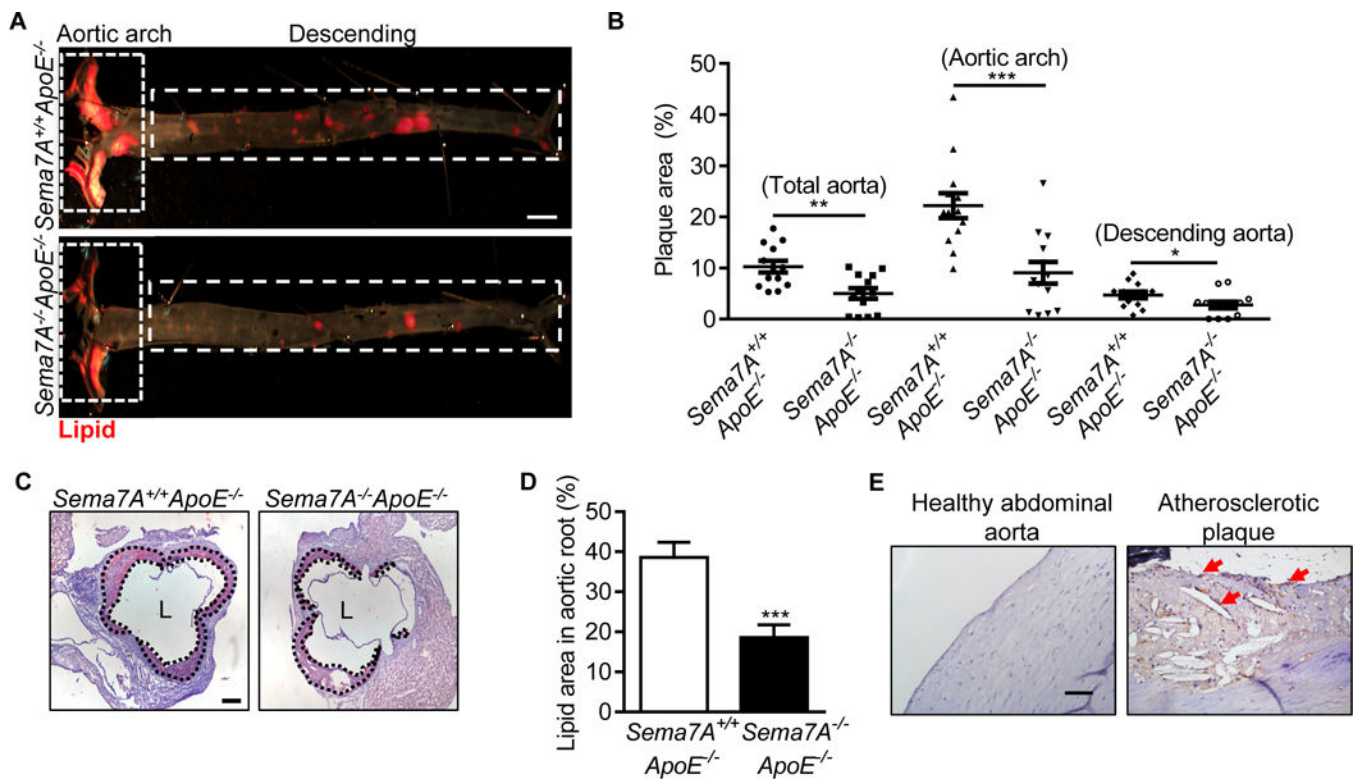 A
Aortic arch
Descending
Sema7A+/+ApoE-/-
Sema7A-/-ApoE-/-
Lipid
B
Plaque area (%)
50
40
30
20
10
0
(Total aorta)
**
(Aortic arch)
***
(Descending aorta)
*
Sema7A+/+
ApoE-/-
Sema7A-/-
ApoE-/-
Sema7A+/+
ApoE-/-
Sema7A-/-
ApoE-/-
Sema7A+/+
ApoE-/-
Sema7A-/-
ApoE-/-
C
Sema7A+/+ApoE-/-
Sema7A-/-ApoE-/-
L
L
D
Lipid area in aortic root (%)
50
40
30
20
10
0
***
Sema7A+/+
ApoE-/-
Sema7A-/-
ApoE-/-
E
Healthy abdominal
aorta
Atherosclerotic
plaque